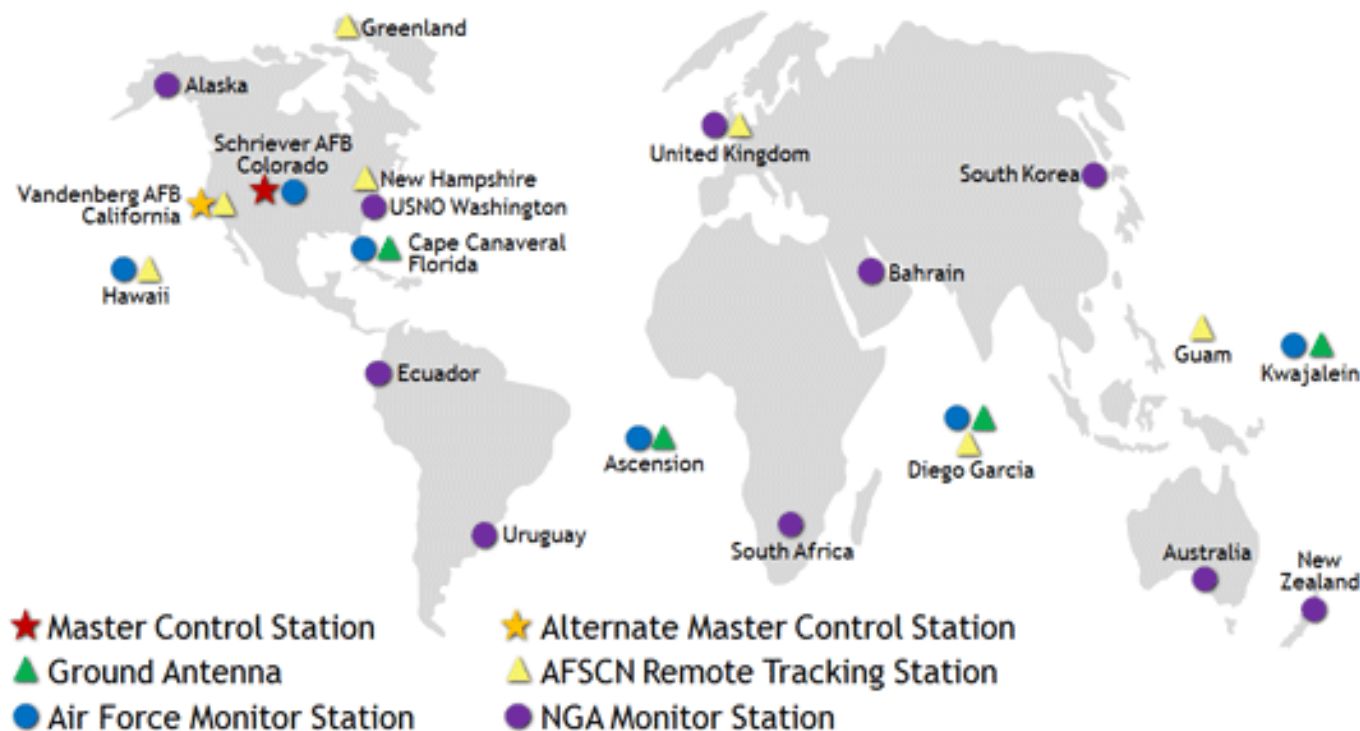 Greenland
Alaska
Schriever AFB
Colorado
Vandenberg AFB
California
New Hampshire
USNO Washington
Cape Canaveral
Florida
Hawaii
United Kingdom
South Korea
Bahrain
Guam
Kwajalein
Ecuador
Ascension
Diego Garcia
Uruguay
South Africa
Australia
New
Zealand
Master Control Station
Alternate Master Control Station
Ground Antenna
AFSCN Remote Tracking Station
Air Force Monitor Station
NGA Monitor Station